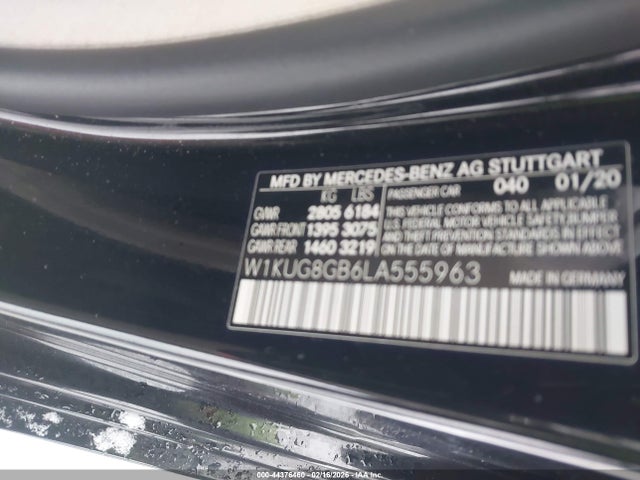 MFD BY MERCEDES-BENZ AG STUTTGART
KG LBS
GVWR 2805 6184
GAWR FRONT 1395 3075
GAWR REAR 1460 3219
PASSENGER CAR 040 01/20
THIS VEHICLE CONFORMS TO ALL APPLICABLE
U.S. FEDERAL MOTOR VEHICLE SAFETY, BUMPER
AND THEFT PREVENTION STANDARDS IN EFFECT
ON THE DATE OF MANUFACTURE SHOWN ABOVE.
W1KUG8GB6LA555963
MADE IN GERMANY
000-44376460 02/16/2026 IAA Inc.